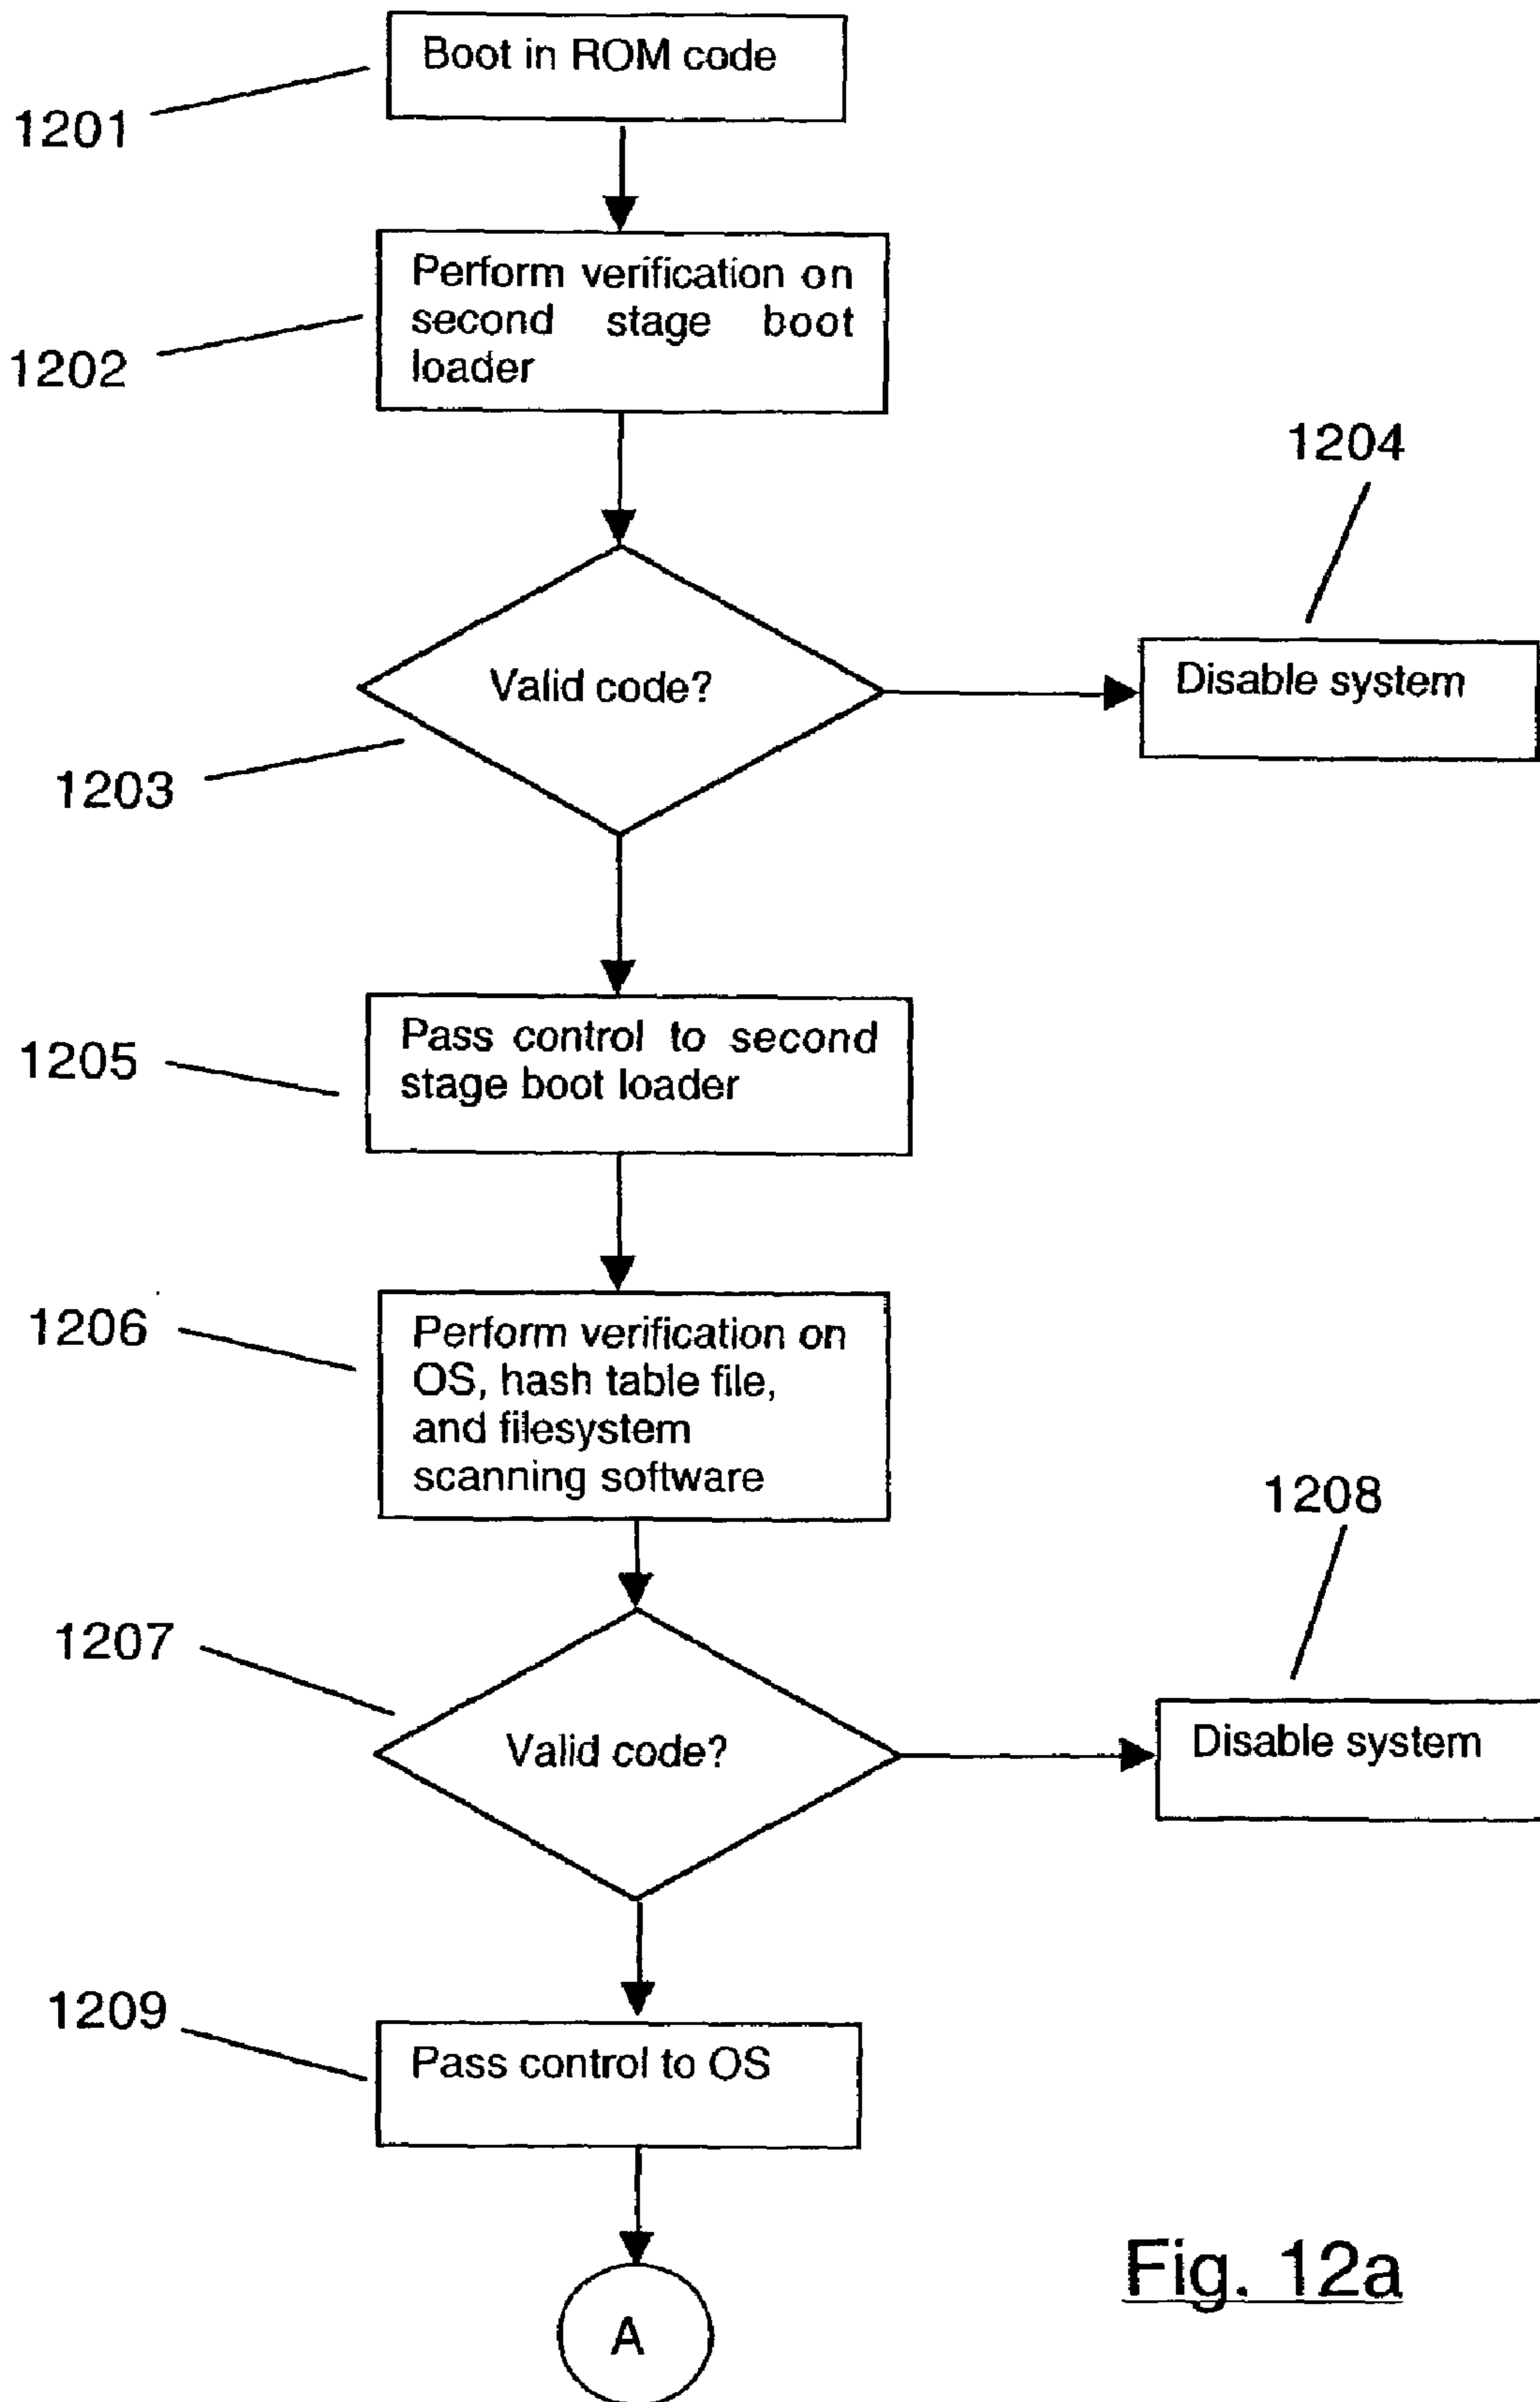 Boot in ROM code
1201
Perform verification on
second stage boot
loader
1202
1204
Valid code?
Disable system
1203
Pass control to second
stage boot loader
1205
Perform verification on
OS, hash table file,
and filesystem
scanning software
1206
1208
1207
Valid code?
Disable system
1209
Pass control to OS
A
Fig. 12a